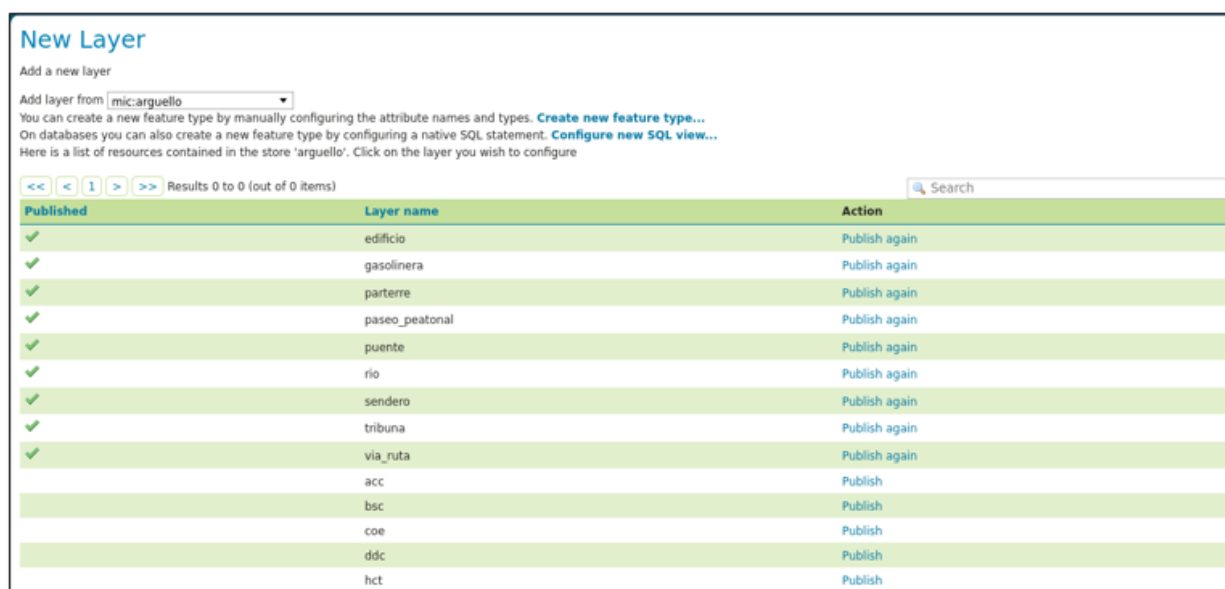 New Layer
Add a new layer
Add layer from mic:arguello
You can create a new feature type by manually configuring the attribute names and types. Create new feature type...
On databases you can also create a new feature type by configuring a native SQL statement. Configure new SQL view...
Here is a list of resources contained in the store 'arguello'. Click on the layer you wish to configure
<< < 1 > >> Results 0 to 0 (out of 0 items) Search
Published Layer name Action
edificio Publish again
gasolinera Publish again
parterre Publish again
paseo_peatonal Publish again
puente Publish again
rio Publish again
sendero Publish again
tribuna Publish again
via_ruta Publish again
acc Publish
bsc Publish
coe Publish
ddc Publish
hct Publish